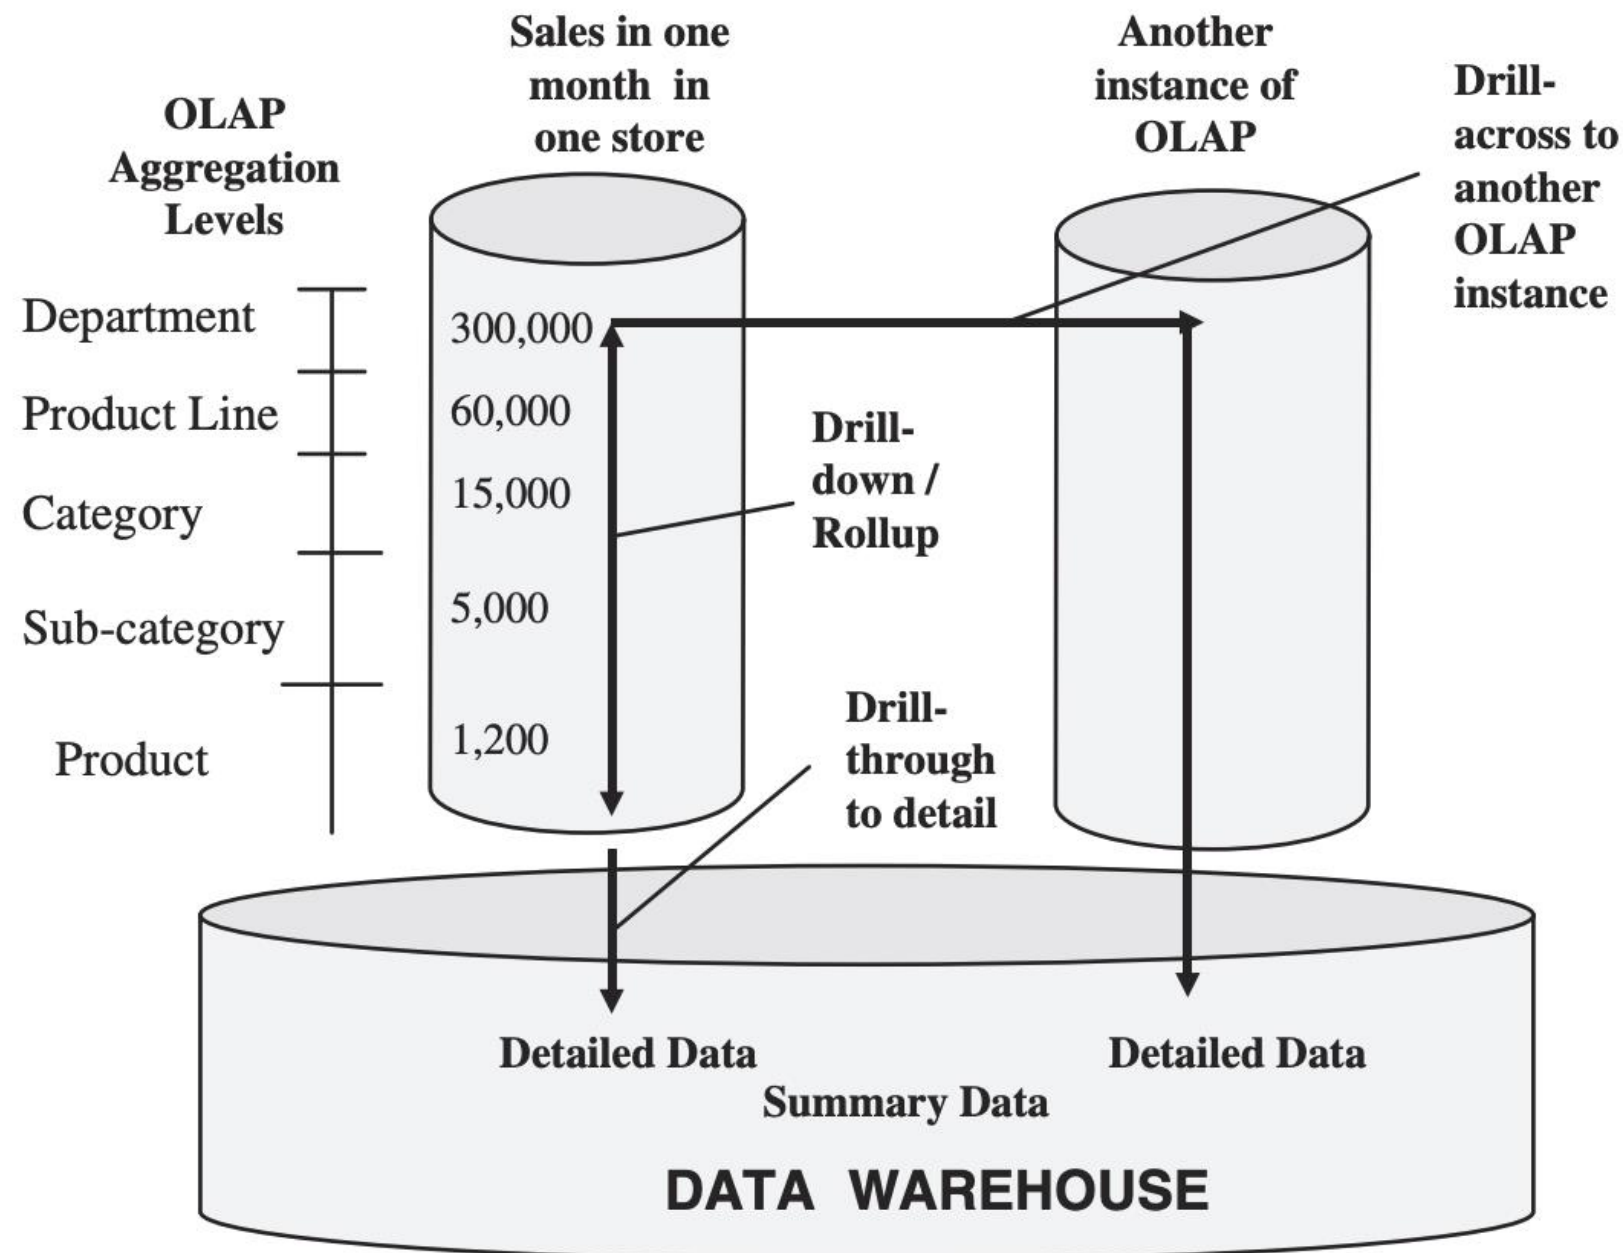 OLAP
Aggregation
Levels
Sales in one
month in
one store
Another
instance of
OLAP
Drill-
across to
another
OLAP
instance
Department
Product Line
Category
Sub-category
Product
300,000
60,000
15,000
5,000
1,200
Drill-
down /
Rollup
Drill-
through
to detail
Detailed Data
Detailed Data
Summary Data
DATA WAREHOUSE